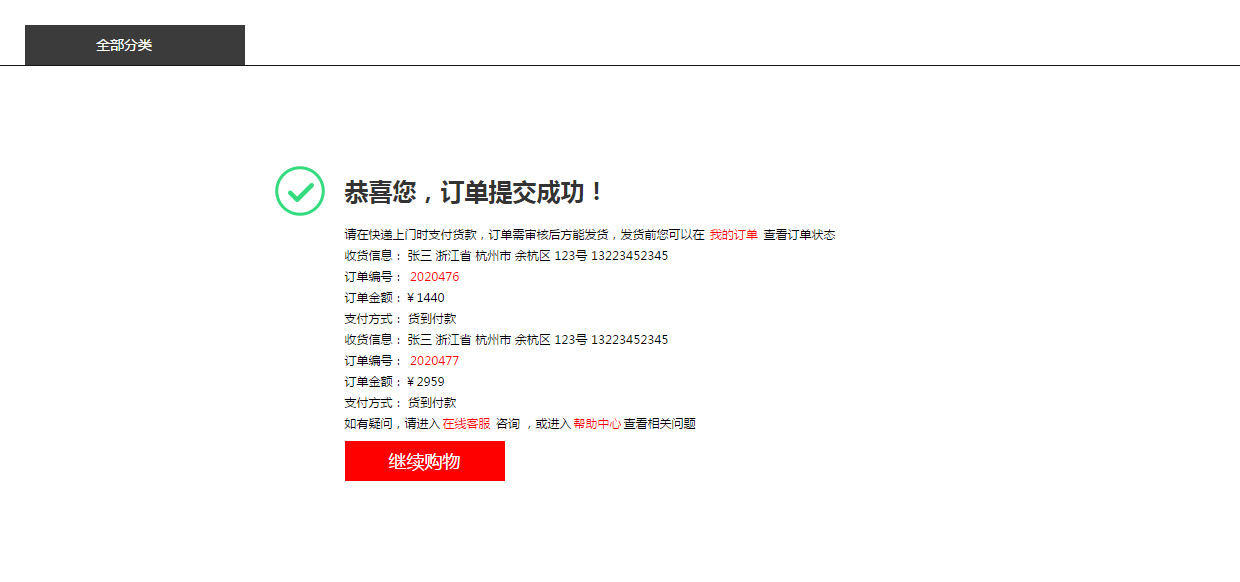 全部分类
恭喜您，订单提交成功！
请在快递上门时支付货款，订单需审核后方能发货，发货前您可以在 我的订单 查看订单状态
收货信息： 张三 浙江省 杭州市 余杭区 123号 13223452345
订单编号： 2020476
订单金额：￥1440
支付方式： 货到付款
收货信息： 张三 浙江省 杭州市 余杭区 123号 13223452345
订单编号： 2020477
订单金额：￥2959
支付方式： 货到付款
如有疑问，请进入 在线客服 咨询 ，或进入 帮助中心 查看相关问题
继续购物